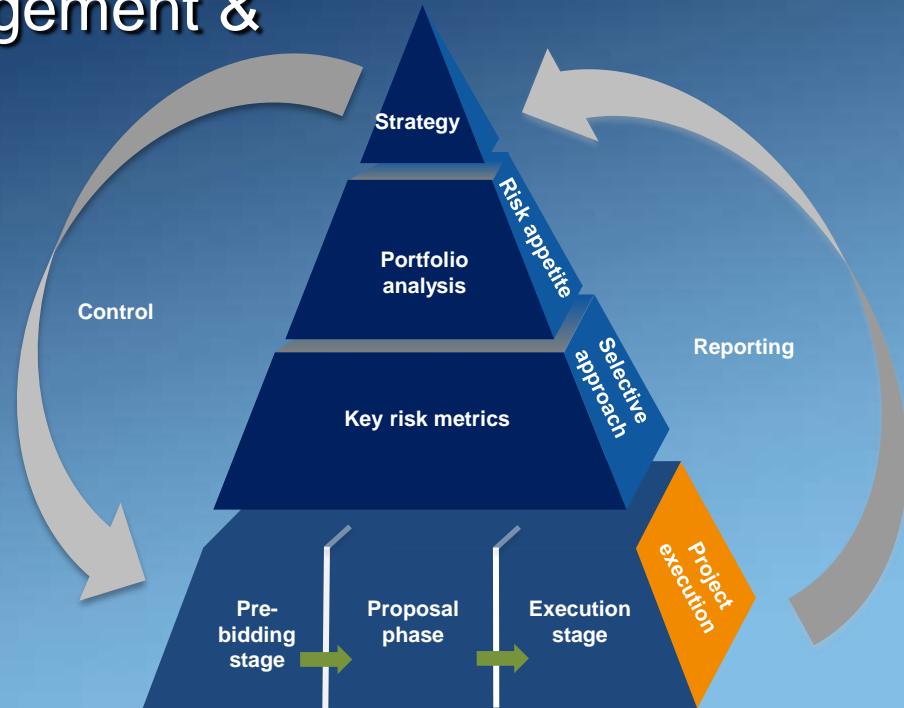 gement &
Strategy
Risk appetite
Portfolio
analysis
Control
Reporting
Selective
approach
Key risk metrics
Project
execution
Pre-
bidding
stage
Proposal
phase
Execution
stage